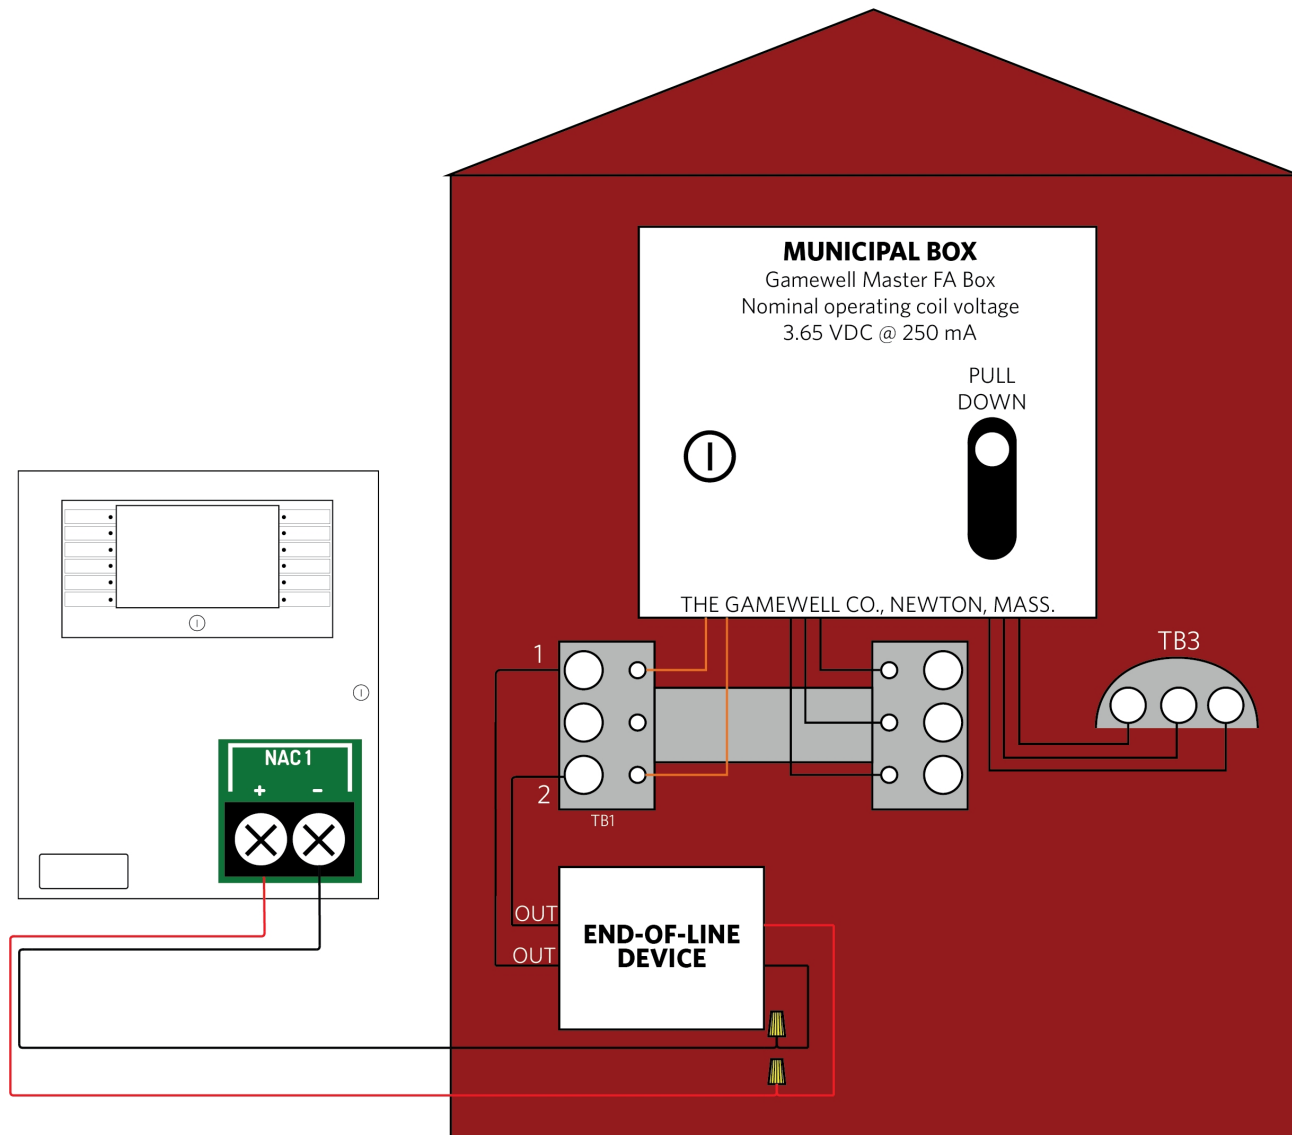 MUNICIPAL BOX
Gamewell Master FA Box
Nominal operating coil voltage
3.65 VDC @ 250 mA
PULL
DOWN
THE GAMEWELL CO., NEWTON, MASS.
1
2
TB1
TB3
NAC 1
+ −
OUT
OUT
END-OF-LINE
DEVICE